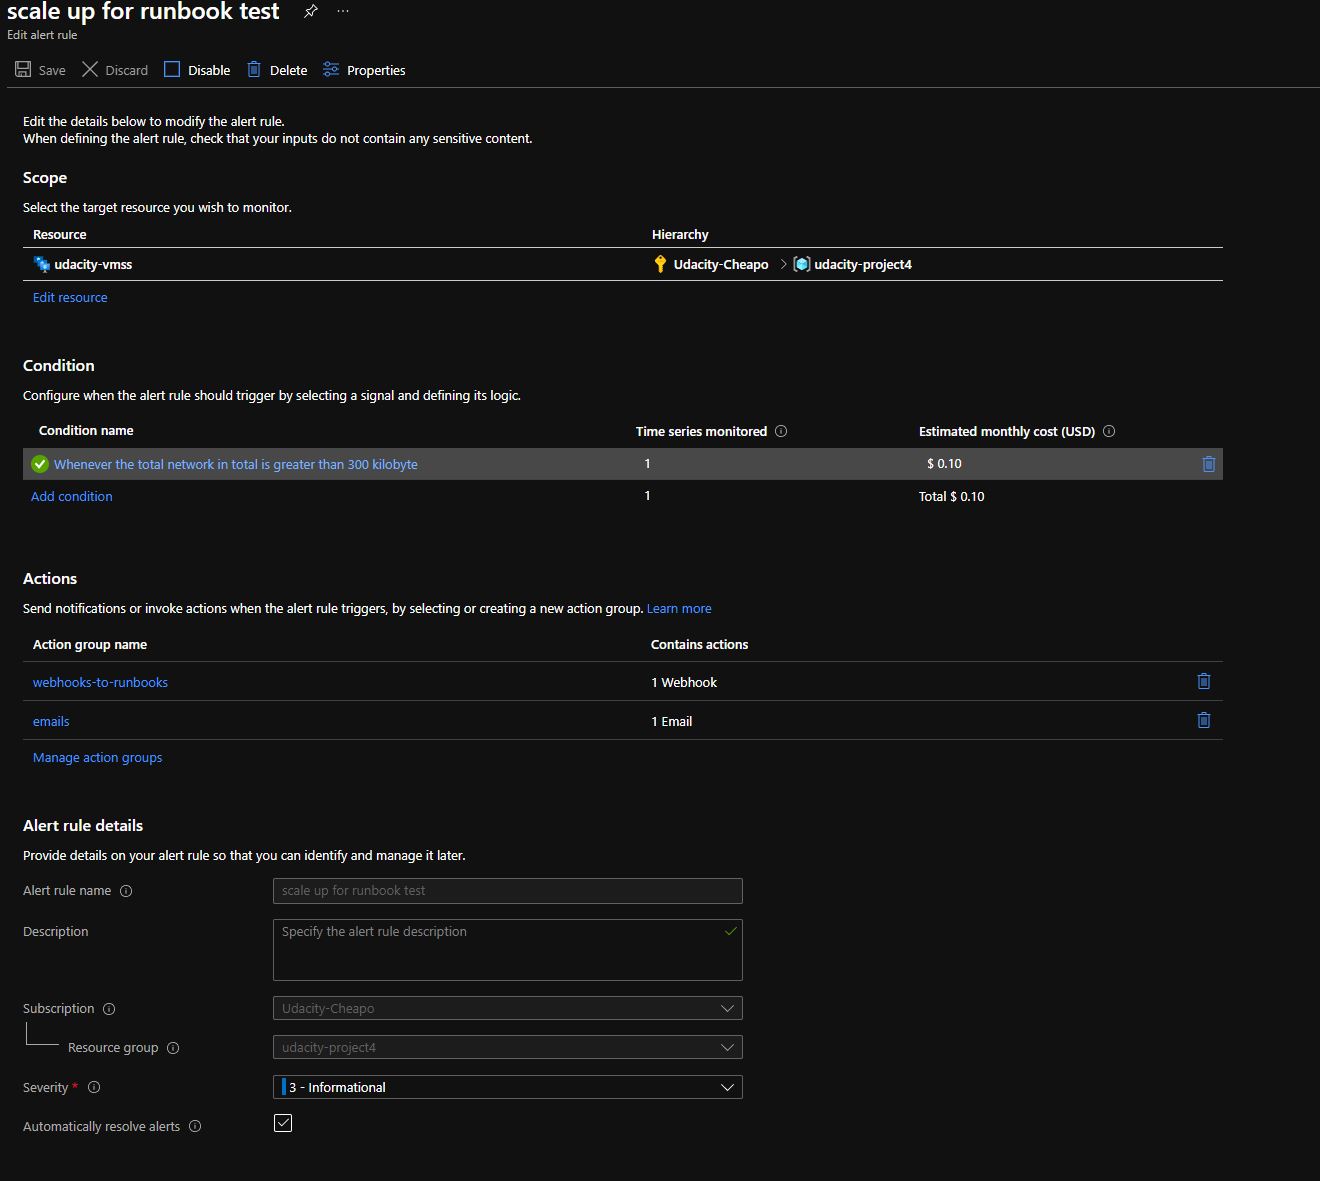 scale up for runbook test ...
Edit alert rule
Save Discard Disable Delete Properties
Edit the details below to modify the alert rule.
When defining the alert rule, check that your inputs do not contain any sensitive content.
Scope
Select the target resource you wish to monitor.
Resource Hierarchy
udacity-vmss Udacity-Cheapo > udacity-project4
Edit resource
Condition
Configure when the alert rule should trigger by selecting a signal and defining its logic.
Condition name Time series monitored Estimated monthly cost (USD)
Whenever the total network in total is greater than 300 kilobyte 1 $ 0.10
Add condition 1 Total $ 0.10
Actions
Send notifications or invoke actions when the alert rule triggers, by selecting or creating a new action group. Learn more
Action group name Contains actions
webhooks-to-runbooks 1 Webhook
emails 1 Email
Manage action groups
Alert rule details
Provide details on your alert rule so that you can identify and manage it later.
Alert rule name scale up for runbook test
Description Specify the alert rule description
Subscription Udacity-Cheapo
Resource group udacity-project4
Severity * 3 - Informational
Automatically resolve alerts